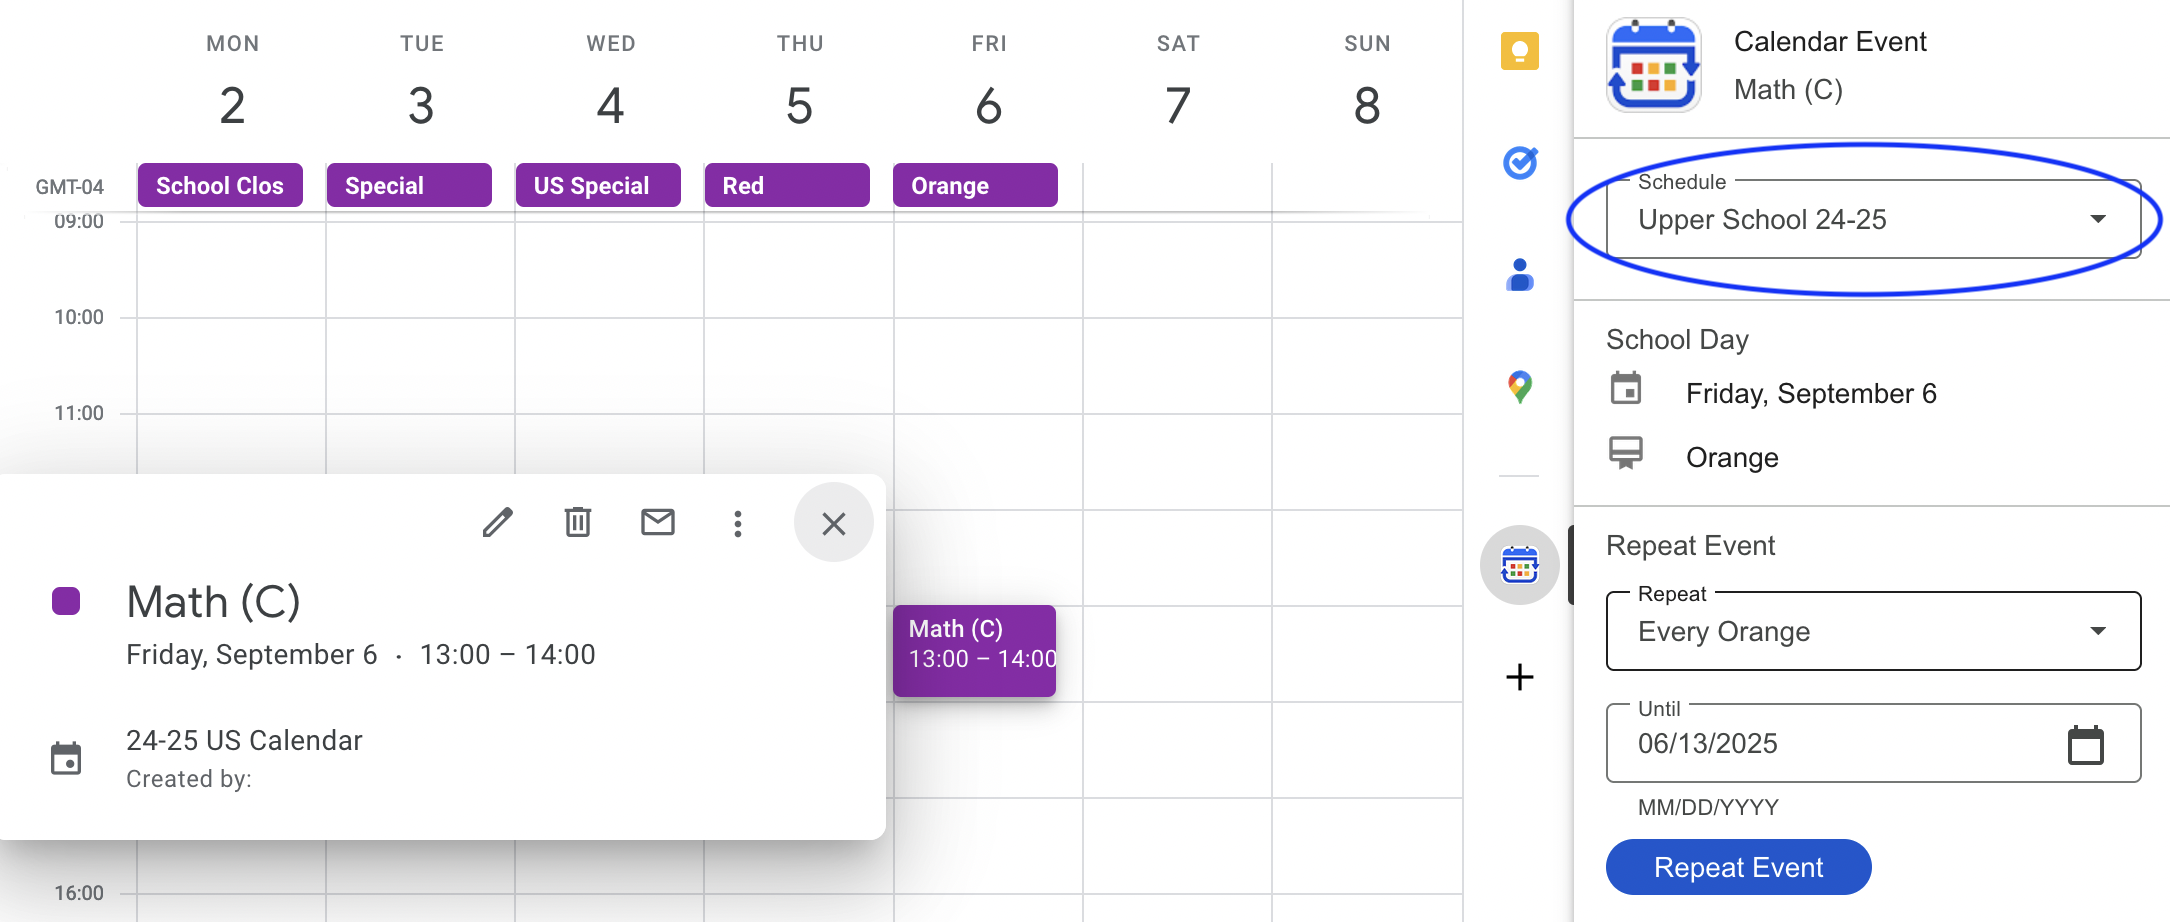 MON TUE WED THU FRI SAT SUN
2 3 4 5 6 7 8
GMT-04 School Clos Special US Special Red Orange
09:00
10:00
11:00
Math (C)
Friday, September 6 · 13:00 – 14:00
24-25 US Calendar
Created by:
Math (C)
13:00 – 14:00
16:00
Calendar Event
Math (C)
Schedule
Upper School 24-25
School Day
Friday, September 6
Orange
Repeat Event
Repeat
Every Orange
Until
06/13/2025
MM/DD/YYYY
Repeat Event